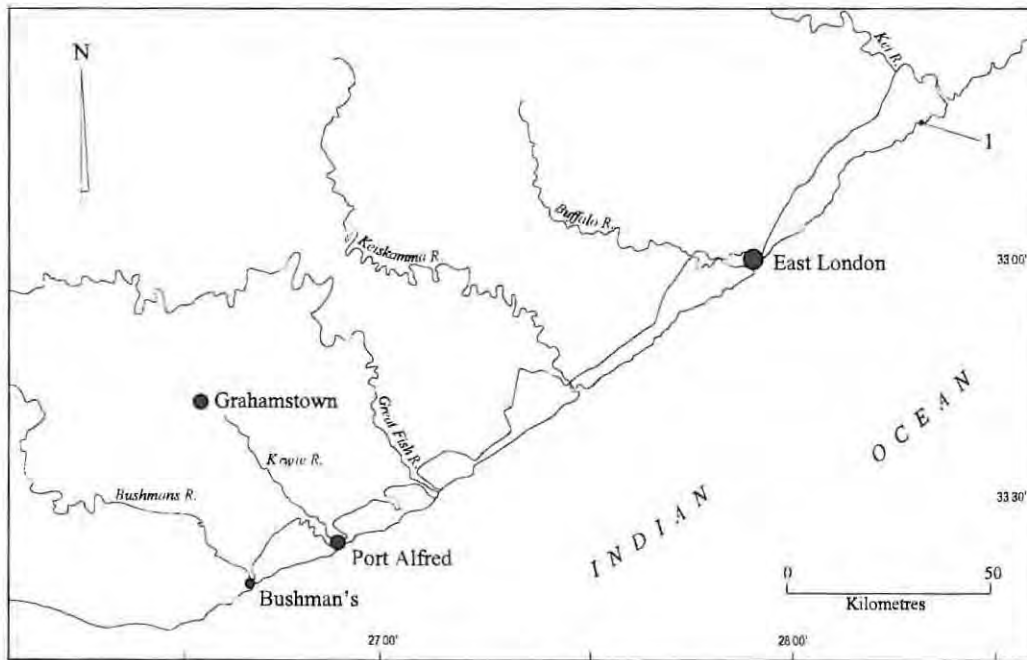 N
Kei R.
1
Buffalo R.
Keiskamma R.
East London
33 00'
Grahamstown
Great Fish R.
Kowie R.
INDIAN OCEAN
Bushmans R.
33 30'
Port Alfred
0 50
Kilometres
Bushman's
27 00'
28 00'